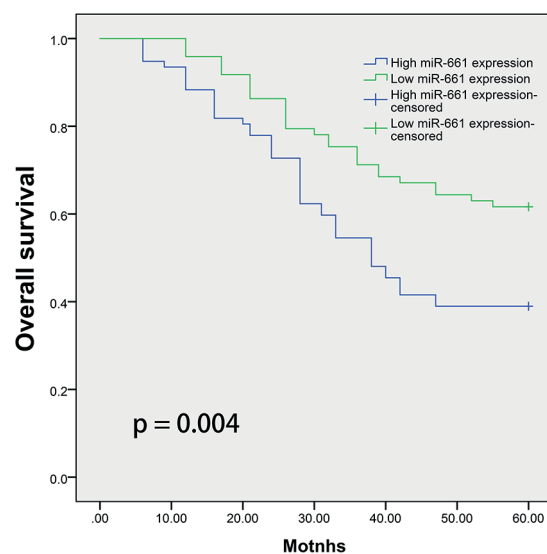 1.0
0.8
0.6
0.4
0.2
0.0
Overall survival
High miR-661 expression
Low miR-661 expression
High miR-661 expression-
censored
Low miR-661 expression-
censored
p = 0.004
.00 10.00 20.00 30.00 40.00 50.00 60.00
Motnhs